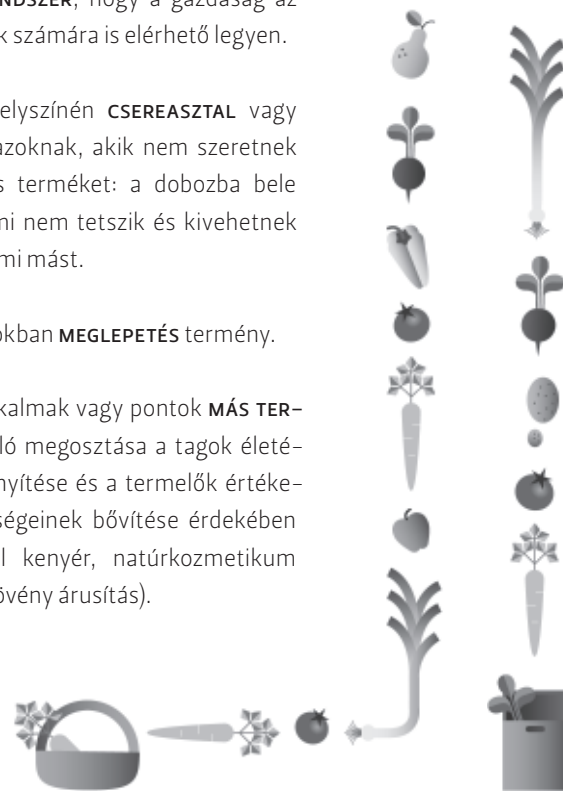 NDSZER, hogy a gazdaság az
k számára is elérhető legyen.
elyszínén CSEREASZTAL vagy
azoknak, akik nem szeretnek
s terméket: a dobozba bele
mi nem tetszik és kivehetnek
mi mást.
okban MEGLEPETÉS termény.
kalmak vagy pontok MÁS TER–
ló megosztása a tagok életé–
nyítése és a termelők értéke–
ségeinek bővítése érdekében
l kenyér, natúrkozmetikum
övény árusítás).